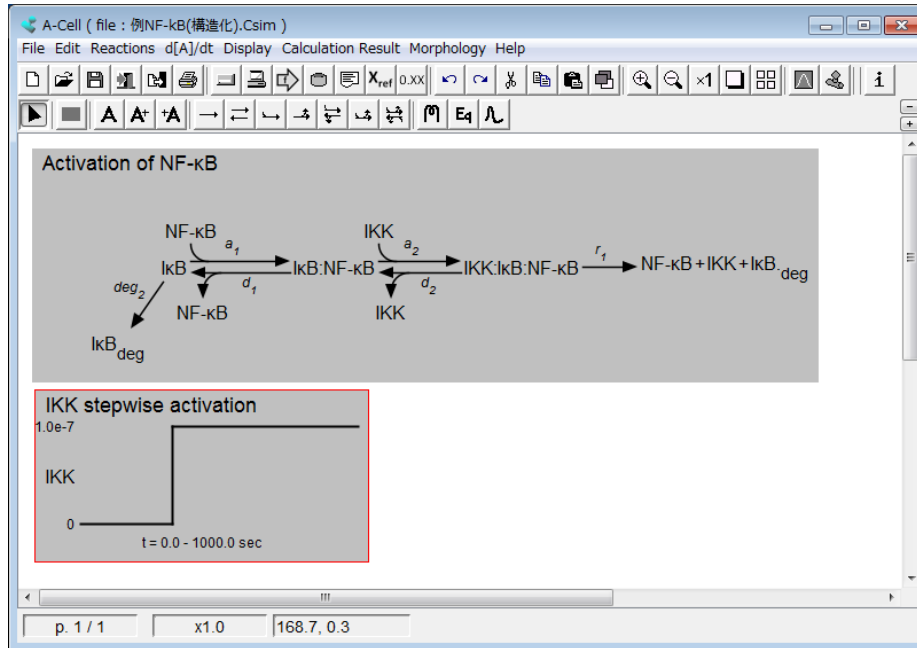 A-Cell ( file : 例NF-kB(構造化).Csim )
File Edit Reactions d[A]/dt Display Calculation Result Morphology Help
Xref 0.XX ×1 i
A A+ +A Eq
Activation of NF-κB
NF-κB IKK
a1 a2 r1
IκB IκB:NF-κB IKK:IκB:NF-κB NF-κB+IKK+IκB.deg
deg2 d1 d2
NF-κB IKK
IκBdeg
IKK stepwise activation
1.0e-7
IKK
0
t = 0.0 - 1000.0 sec
p. 1 / 1 x1.0 168.7, 0.3